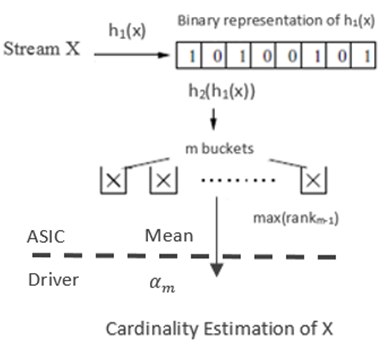 Binary representation of h₁(x)
h₁(x)
Stream X
1 0 1 0 0 1 0 1
h₂(h₁(x))
m buckets
X X ......... X
max(rankₘ₋₁)
ASIC Mean
Driver αₘ
Cardinality Estimation of X